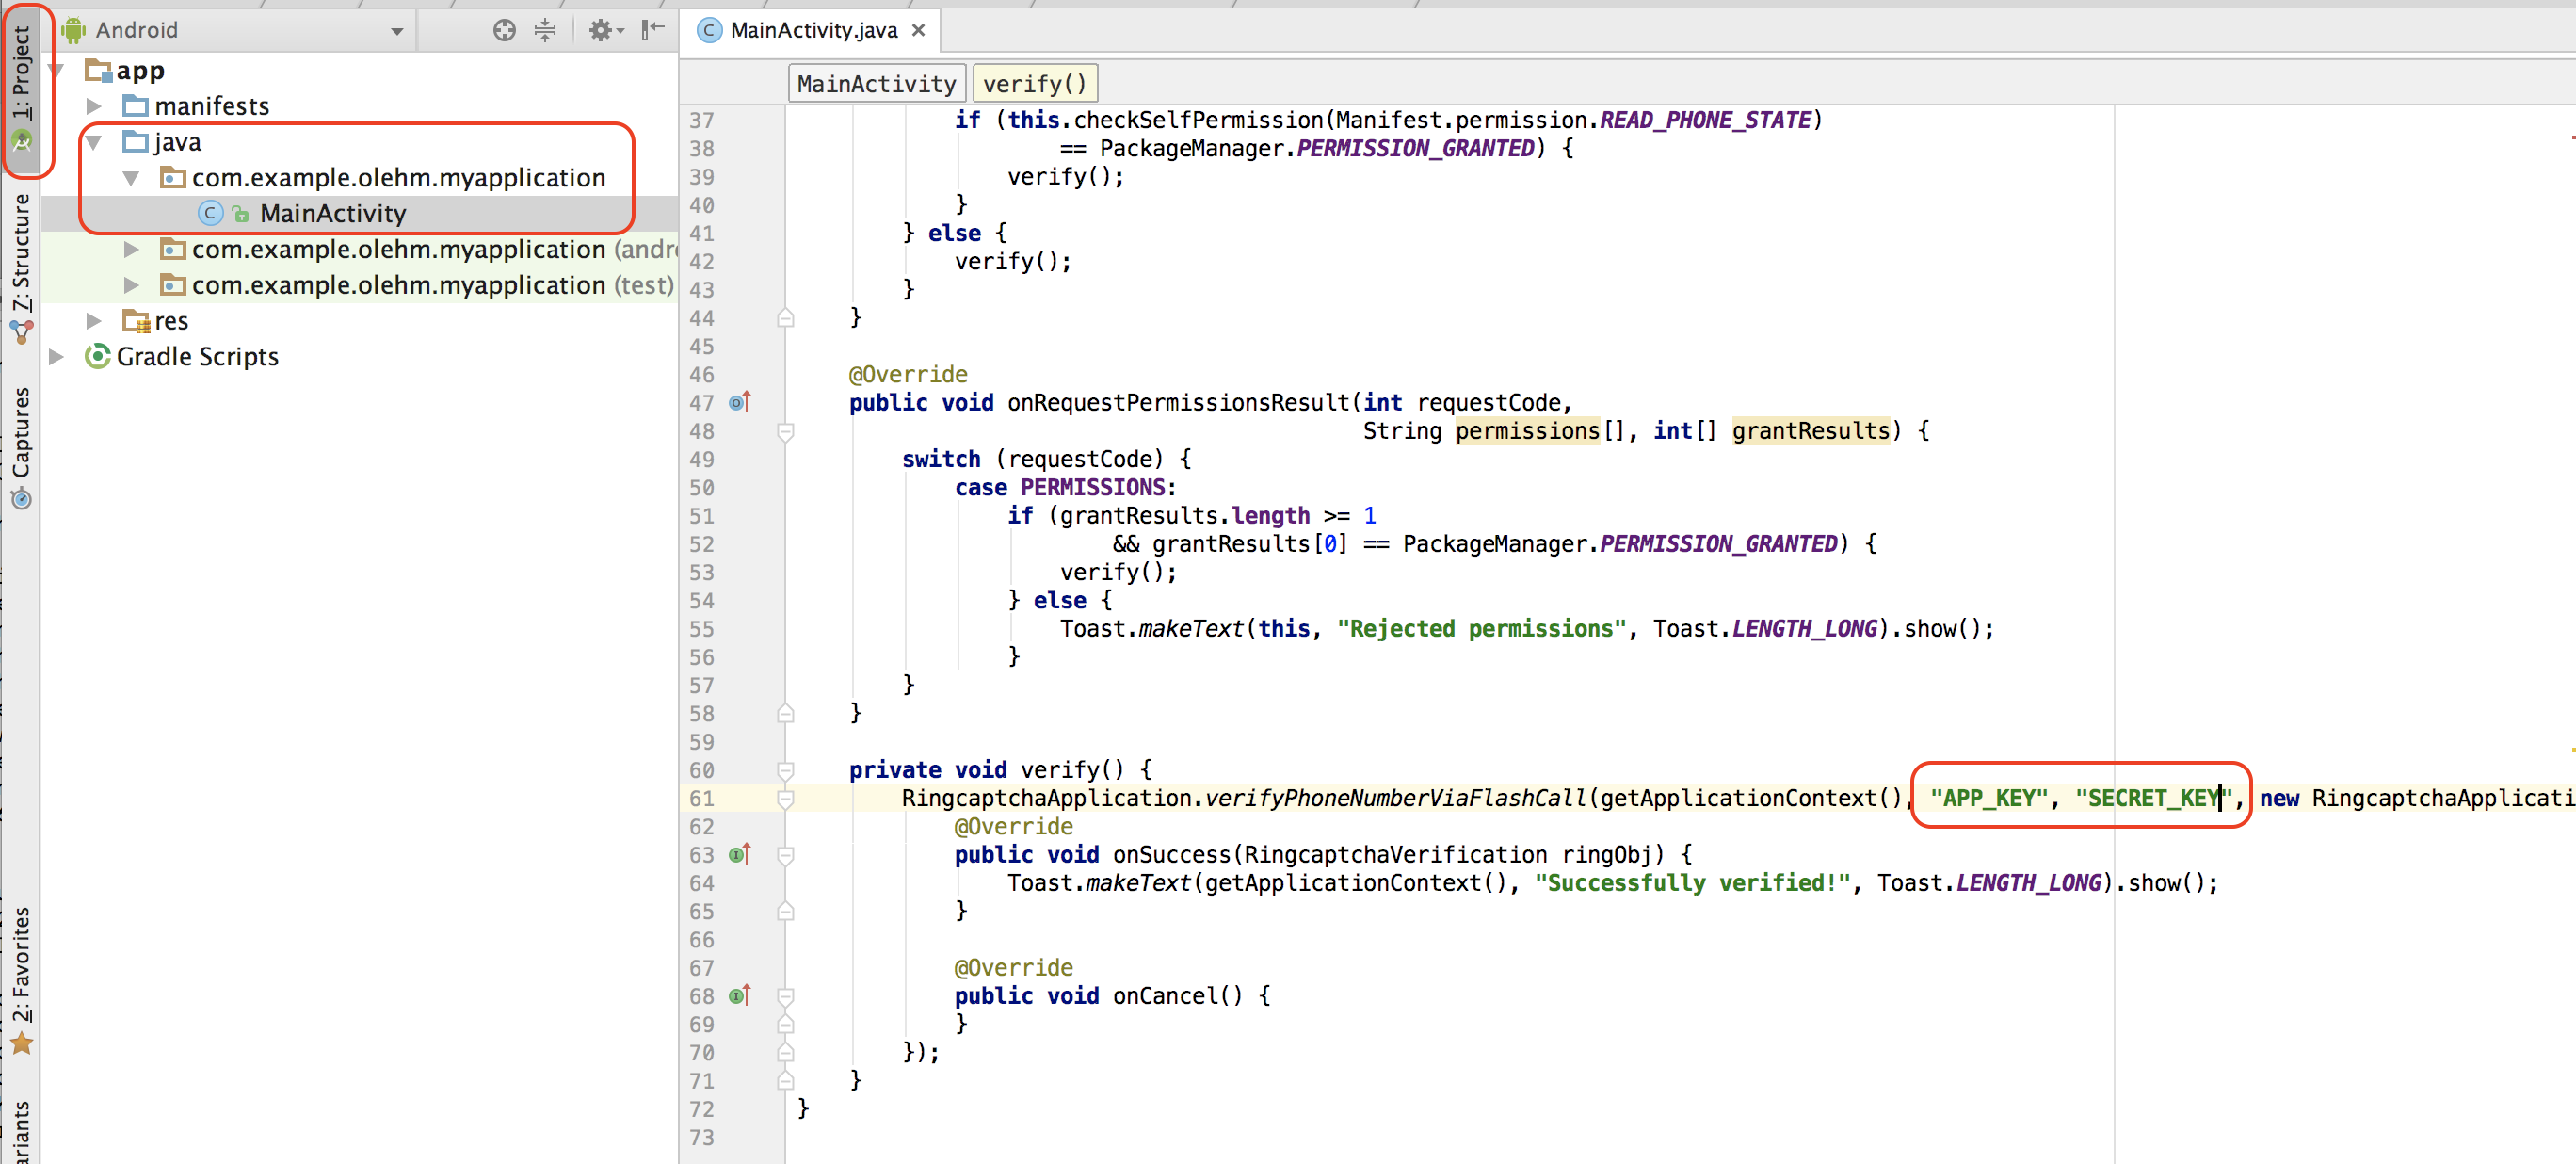 1: Project
7: Structure
Captures
2: Favorites
ariants
Android
app
manifests
java
com.example.olehm.myapplication
MainActivity
com.example.olehm.myapplication (andr
com.example.olehm.myapplication (test)
res
Gradle Scripts
MainActivity.java
MainActivity verify()
37 if (this.checkSelfPermission(Manifest.permission.READ_PHONE_STATE)
38 == PackageManager.PERMISSION_GRANTED) {
39 verify();
40 }
41 } else {
42 verify();
43 }
44 }
45
46 @Override
47 public void onRequestPermissionsResult(int requestCode,
48 String permissions[], int[] grantResults) {
49 switch (requestCode) {
50 case PERMISSIONS:
51 if (grantResults.length >= 1
52 && grantResults[0] == PackageManager.PERMISSION_GRANTED) {
53 verify();
54 } else {
55 Toast.makeText(this, "Rejected permissions", Toast.LENGTH_LONG).show();
56 }
57 }
58 }
59
60 private void verify() {
61 RingcaptchaApplication.verifyPhoneNumberViaFlashCall(getApplicationContext(), "APP_KEY", "SECRET_KEY", new RingcaptchaApplicati
62 @Override
63 public void onSuccess(RingcaptchaVerification ringObj) {
64 Toast.makeText(getApplicationContext(), "Successfully verified!", Toast.LENGTH_LONG).show();
65 }
66
67 @Override
68 public void onCancel() {
69 }
70 });
71 }
72 }
73